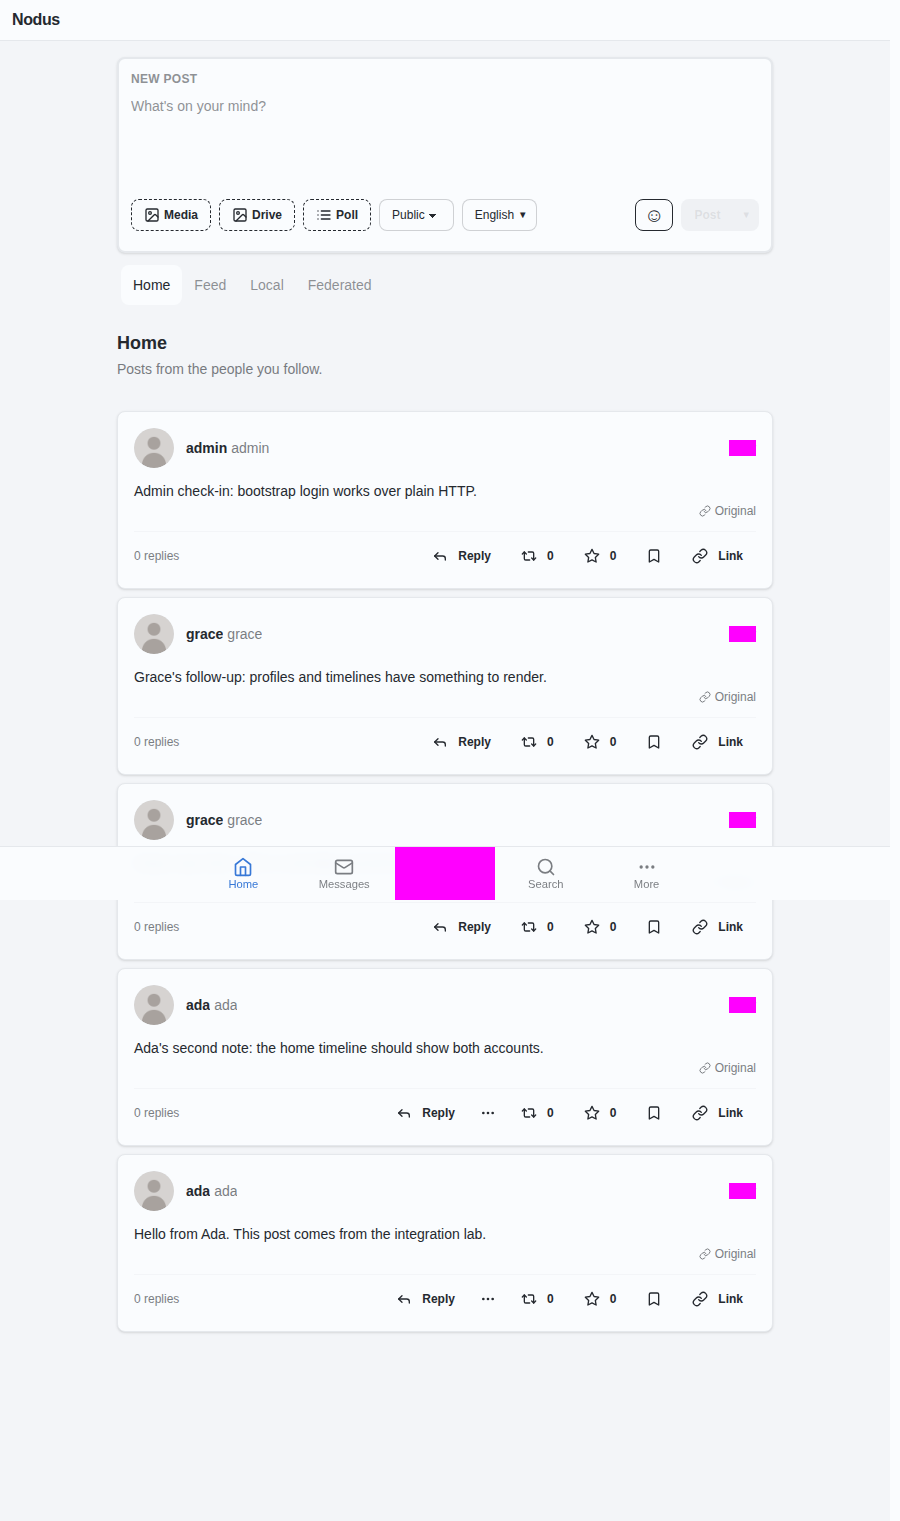 Nodus
NEW POST
What's on your mind?
Media Drive Poll Public English Post
Home Feed Local Federated
Home
Posts from the people you follow.
admin admin
Admin check-in: bootstrap login works over plain HTTP.
Original
0 replies Reply 0 0 Link
grace grace
Grace's follow-up: profiles and timelines have something to render.
Original
0 replies Reply 0 0 Link
grace grace
Home Messages Search More
0 replies Reply 0 0 Link
ada ada
Ada's second note: the home timeline should show both accounts.
Original
0 replies Reply 0 0 Link
ada ada
Hello from Ada. This post comes from the integration lab.
Original
0 replies Reply 0 0 Link